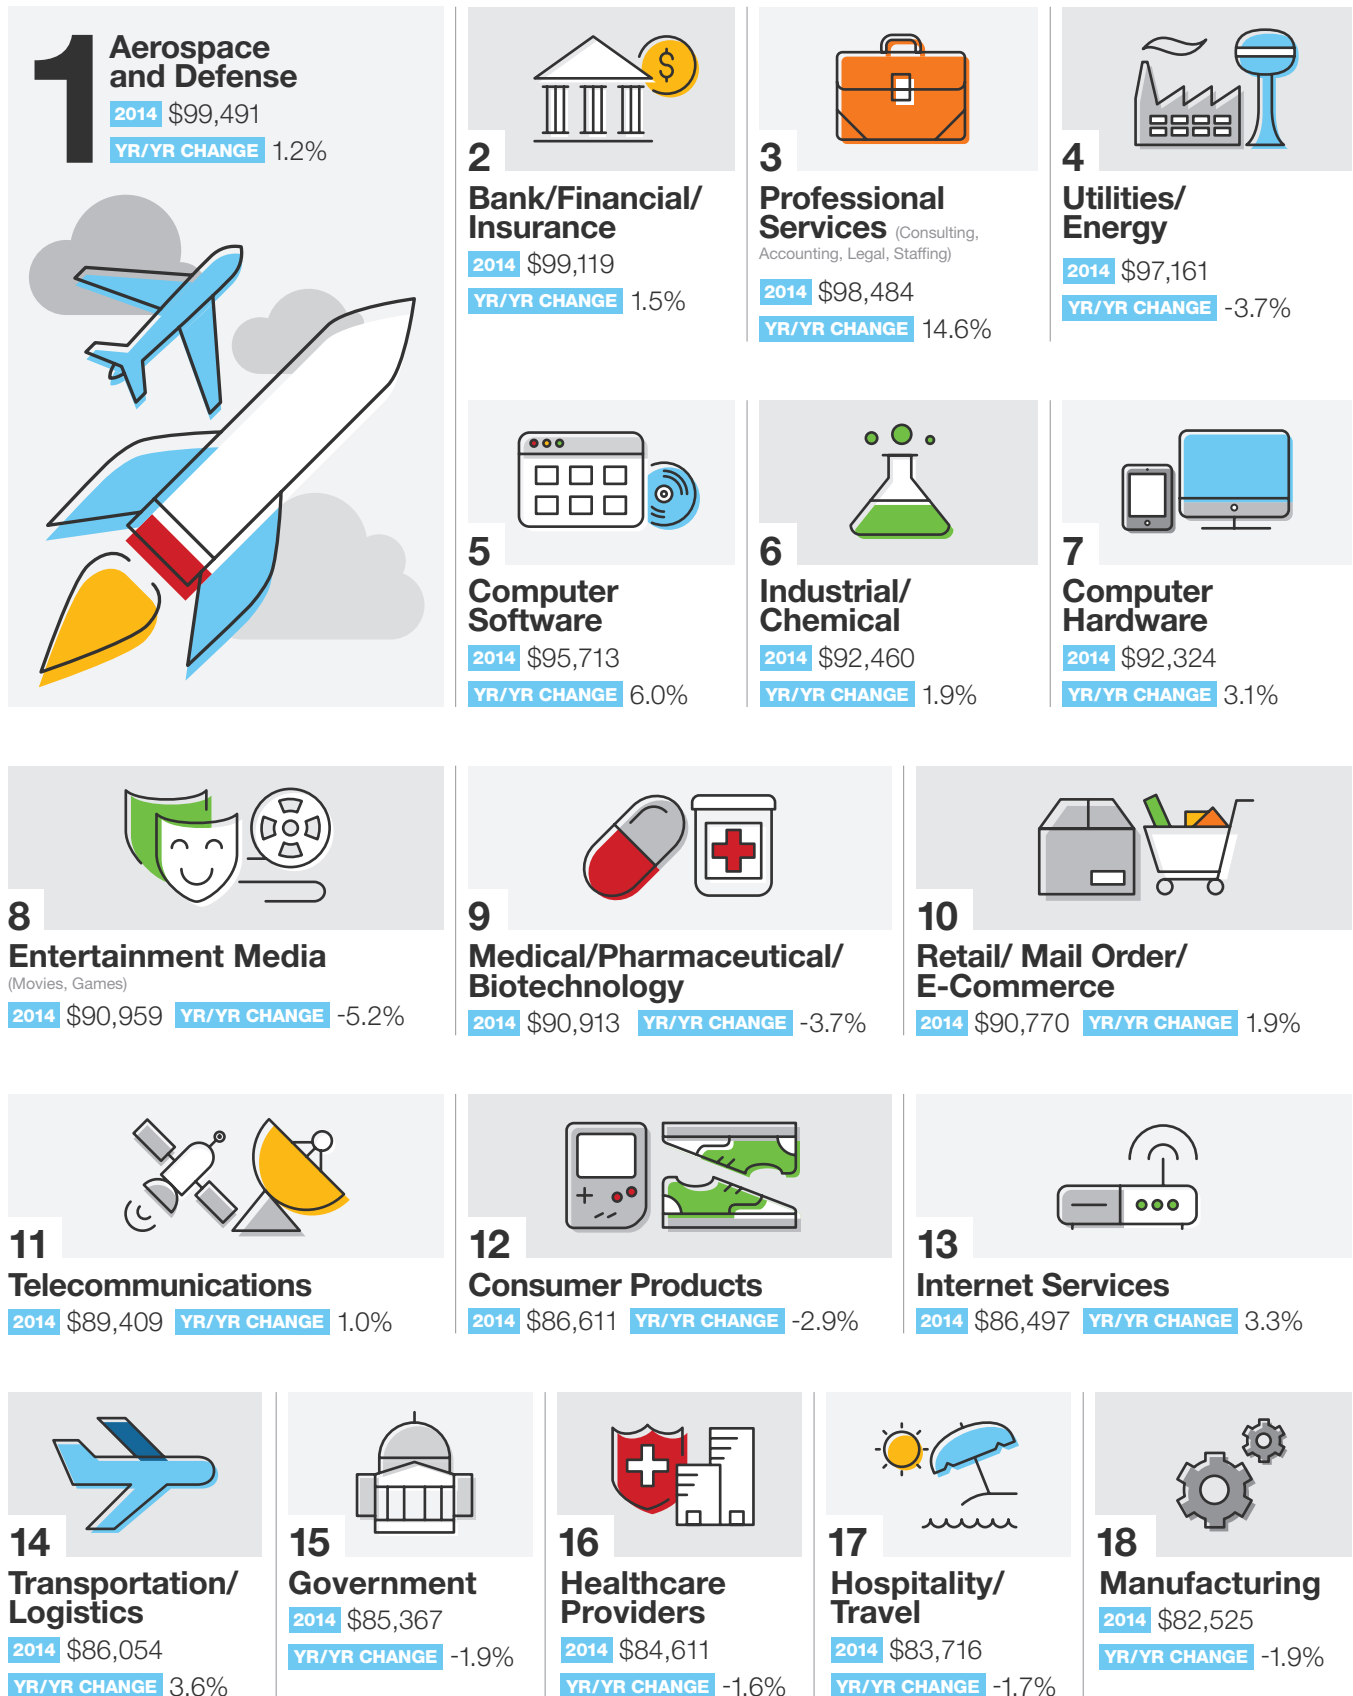 1
Aerospace
and Defense
2014 $99,491
YR/YR CHANGE 1.2%
$
2
Bank/Financial/
Insurance
2014 $99,119
YR/YR CHANGE 1.5%
3
Professional
Services (Consulting,
Accounting, Legal, Staffing)
2014 $98,484
YR/YR CHANGE 14.6%
4
Utilities/
Energy
2014 $97,161
YR/YR CHANGE -3.7%
5
Computer
Software
2014 $95,713
YR/YR CHANGE 6.0%
6
Industrial/
Chemical
2014 $92,460
YR/YR CHANGE 1.9%
7
Computer
Hardware
2014 $92,324
YR/YR CHANGE 3.1%
8
Entertainment Media
(Movies, Games)
2014 $90,959 YR/YR CHANGE -5.2%
9
Medical/Pharmaceutical/
Biotechnology
2014 $90,913 YR/YR CHANGE -3.7%
10
Retail/ Mail Order/
E-Commerce
2014 $90,770 YR/YR CHANGE 1.9%
11
Telecommunications
2014 $89,409 YR/YR CHANGE 1.0%
12
Consumer Products
2014 $86,611 YR/YR CHANGE -2.9%
13
Internet Services
2014 $86,497 YR/YR CHANGE 3.3%
14
Transportation/
Logistics
2014 $86,054
YR/YR CHANGE 3.6%
15
Government
2014 $85,367
YR/YR CHANGE -1.9%
16
Healthcare
Providers
2014 $84,611
YR/YR CHANGE -1.6%
17
Hospitality/
Travel
2014 $83,716
YR/YR CHANGE -1.7%
18
Manufacturing
2014 $82,525
YR/YR CHANGE -1.9%